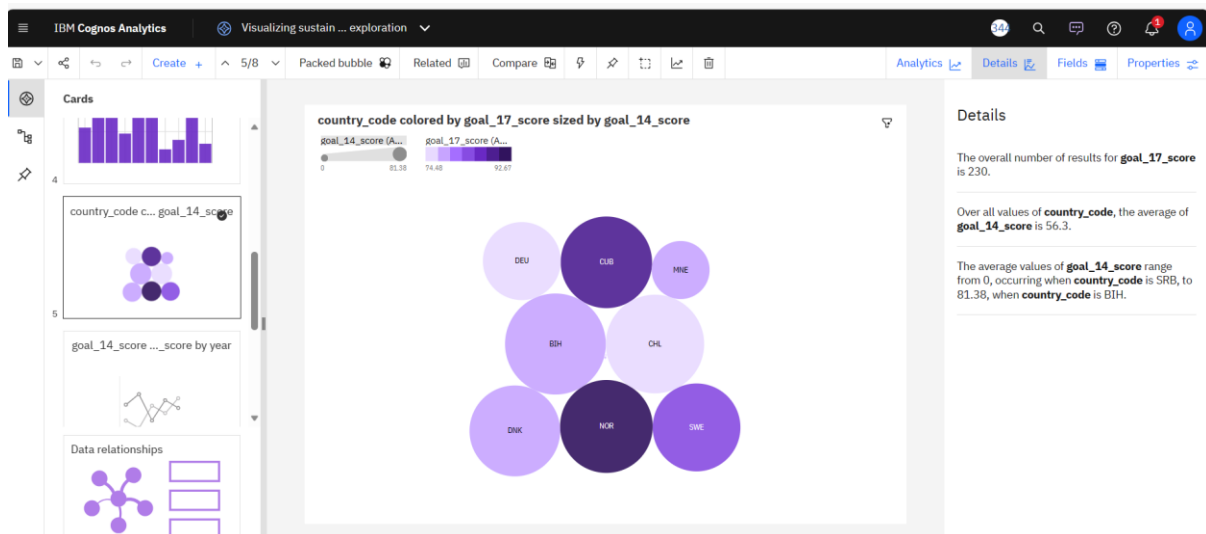 IBM Cognos Analytics
Visualizing sustain ... exploration
344
1
Create +
5/8
Packed bubble
Related
Compare
Analytics
Details
Fields
Properties
Cards
4
country_code c... goal_14_score
5
goal_14_score ..._score by year
Data relationships
country_code colored by goal_17_score sized by goal_14_score
goal_14_score (A...
goal_17_score (A...
0
81.38
74.48
92.67
DEU
CUB
MNE
BIH
CHL
DNK
NOR
SWE
Details
The overall number of results for goal_17_score
is 230.
Over all values of country_code, the average of
goal_14_score is 56.3.
The average values of goal_14_score range
from 0, occurring when country_code is SRB, to
81.38, when country_code is BIH.